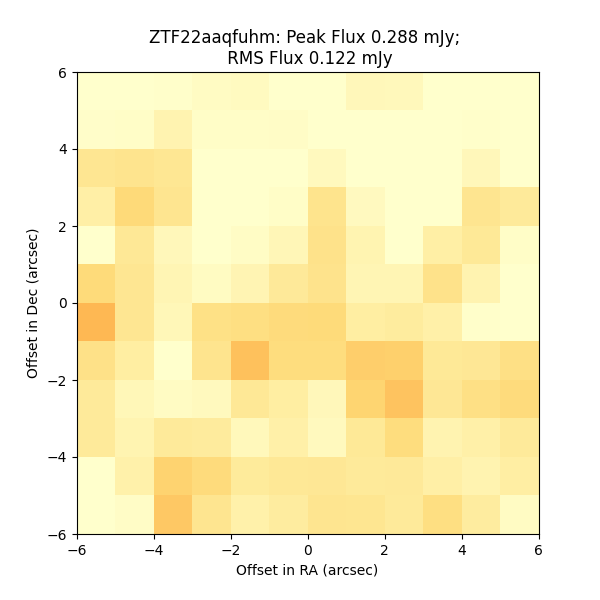 ZTF22aaqfuhm: Peak Flux 0.288 mJy;
RMS Flux 0.122 mJy
6
4
2
0
−2
−4
−6
Offset in Dec (arcsec)
−6 −4 −2 0 2 4 6
Offset in RA (arcsec)